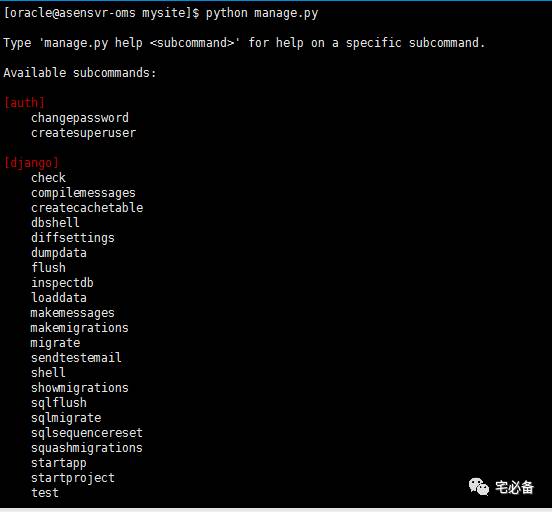 [oracle@asensvr-oms mysite]$ python manage.py
Type 'manage.py help <subcommand>' for help on a specific subcommand.
Available subcommands:
[auth]
changepassword
createsuperuser
[django]
check
compilemessages
createcachetable
dbshell
diffsettings
dumpdata
flush
inspectdb
loaddata
makemessages
makemigrations
migrate
sendtestemail
shell
showmigrations
sqlflush
sqlmigrate
sqlsequencereset
squashmigrations
startapp
startproject
test
宅必备